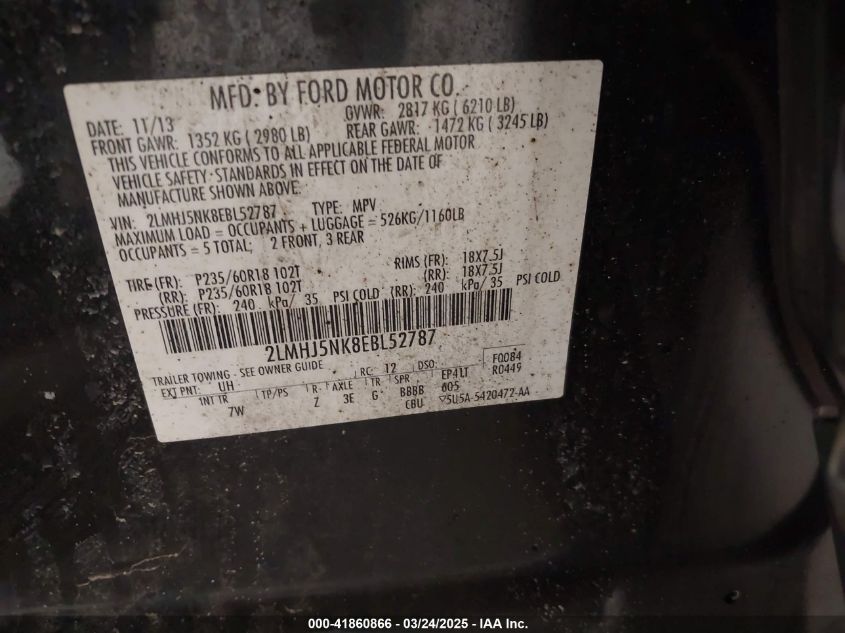 MFD. BY FORD MOTOR CO.
DATE: 11/13 GVWR: 2817 KG ( 6210 LB)
FRONT GAWR: 1352 KG ( 2980 LB) REAR GAWR: 1472 KG ( 3245 LB)
THIS VEHICLE CONFORMS TO ALL APPLICABLE FEDERAL MOTOR
VEHICLE SAFETY STANDARDS IN EFFECT ON THE DATE OF
MANUFACTURE SHOWN ABOVE.
VIN: 2LMHJ5NK8EBL52787 TYPE: MPV
MAXIMUM LOAD = OCCUPANTS + LUGGAGE = 526KG/1160LB
OCCUPANTS = 5 TOTAL; 2 FRONT, 3 REAR
TIRE (FR): P235/60R18 102T RIMS (FR): 18X7.5J
(RR): P235/60R18 102T (RR): 18X7.5J
PRESSURE (FR): 240 kPa/ 35 PSI COLD (RR): 240 kPa/ 35 PSI COLD
2LMHJ5NK8EBL52787
TRAILER TOWING - SEE OWNER GUIDE
EXT PNT: UH RC: 12 DSO: F0084
R0449
INT TR TP/PS R AXLE TR SPR EP4LT
7W Z 3E G BBBB 605
CBU 5U5A-5420472-AA
000-41860866 - 03/24/2025 - IAA Inc.